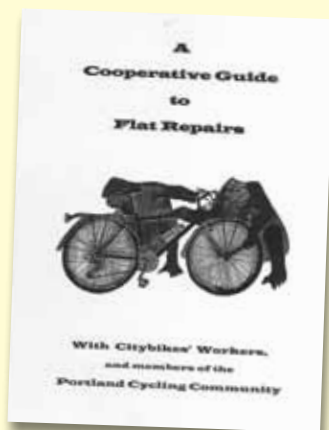 A
Cooperative Guide
to
Flat Repairs
With Citybikes' Workers,
and members of the
Portland Cycling Community